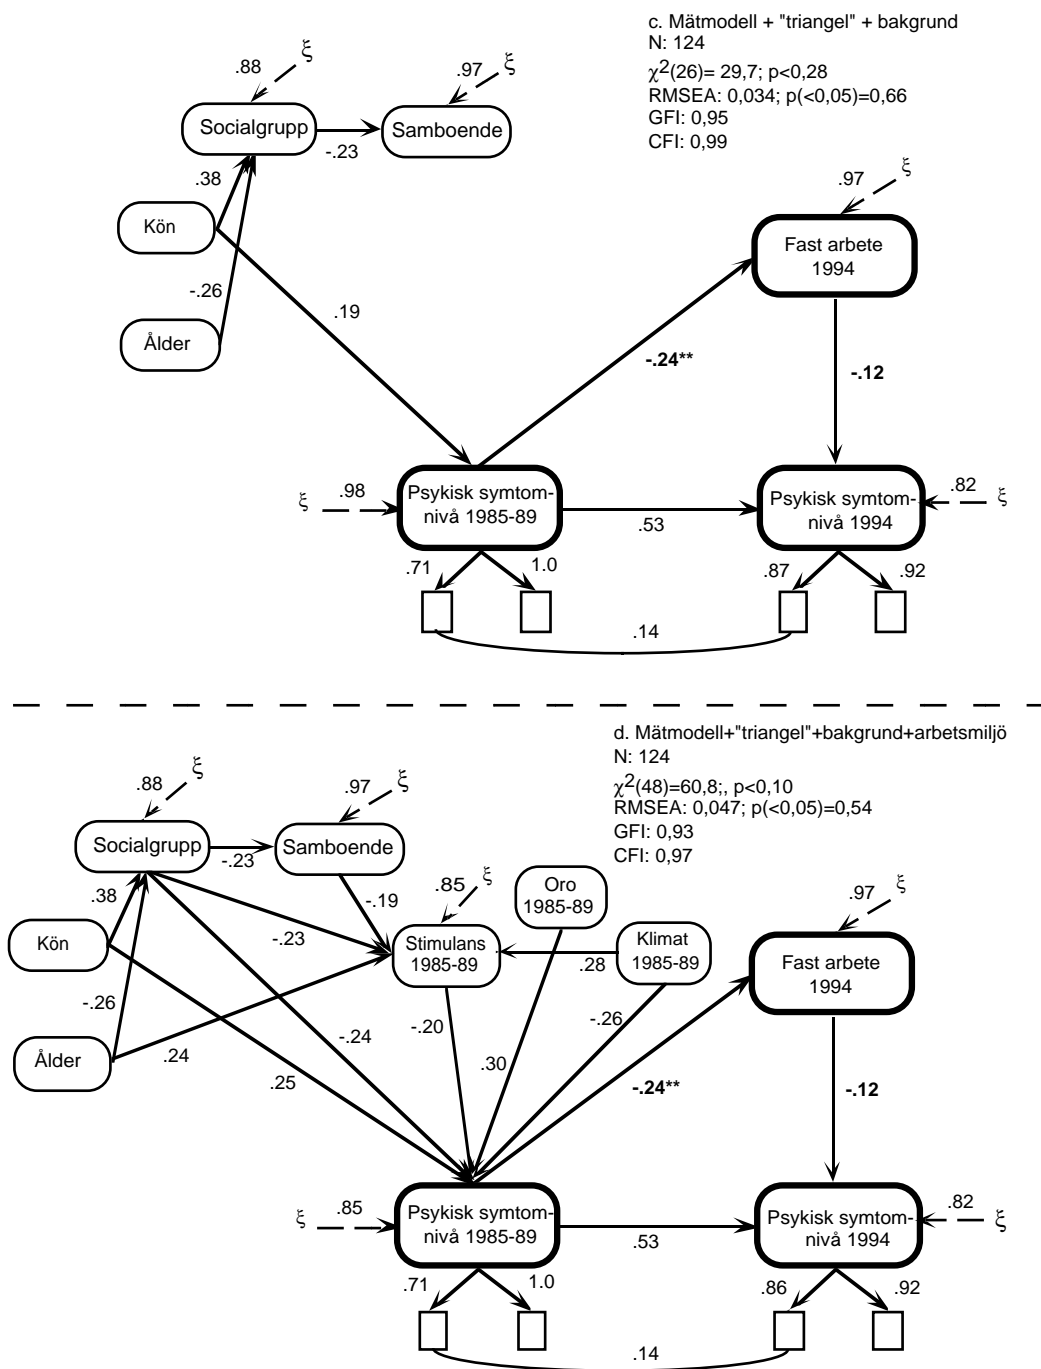 c. Mätmodell + "triangel" + bakgrund
N: 124
χ2(26)= 29,7; p<0,28
RMSEA: 0,034; p(<0,05)=0,66
GFI: 0,95
CFI: 0,99
ξ
.88
ξ
.97
Socialgrupp
-.23
Samboende
.38
Kön
ξ
.97
Fast arbete
1994
-.26
.19
Ålder
-.24**
-.12
ξ
.98
Psykisk symtom-
nivå 1985-89
.53
Psykisk symtom-
nivå 1994
.82
ξ
.71
1.0
.87
.92
.14
d. Mätmodell+"triangel"+bakgrund+arbetsmiljö
N: 124
χ2(48)=60,8;, p<0,10
RMSEA: 0,047; p(<0,05)=0,54
GFI: 0,93
CFI: 0,97
ξ
.88
ξ
.97
Socialgrupp
-.23
Samboende
.38
-.19
.85
ξ
Oro
1985-89
.97
ξ
Kön
-.23
Stimulans
1985-89
.28
Klimat
1985-89
Fast arbete
1994
-.26
Ålder
.24
-.24
-.20
-.26
.25
.30
-.24**
-.12
ξ
.85
Psykisk symtom-
nivå 1985-89
.53
Psykisk symtom-
nivå 1994
.82
ξ
.71
1.0
.86
.92
.14